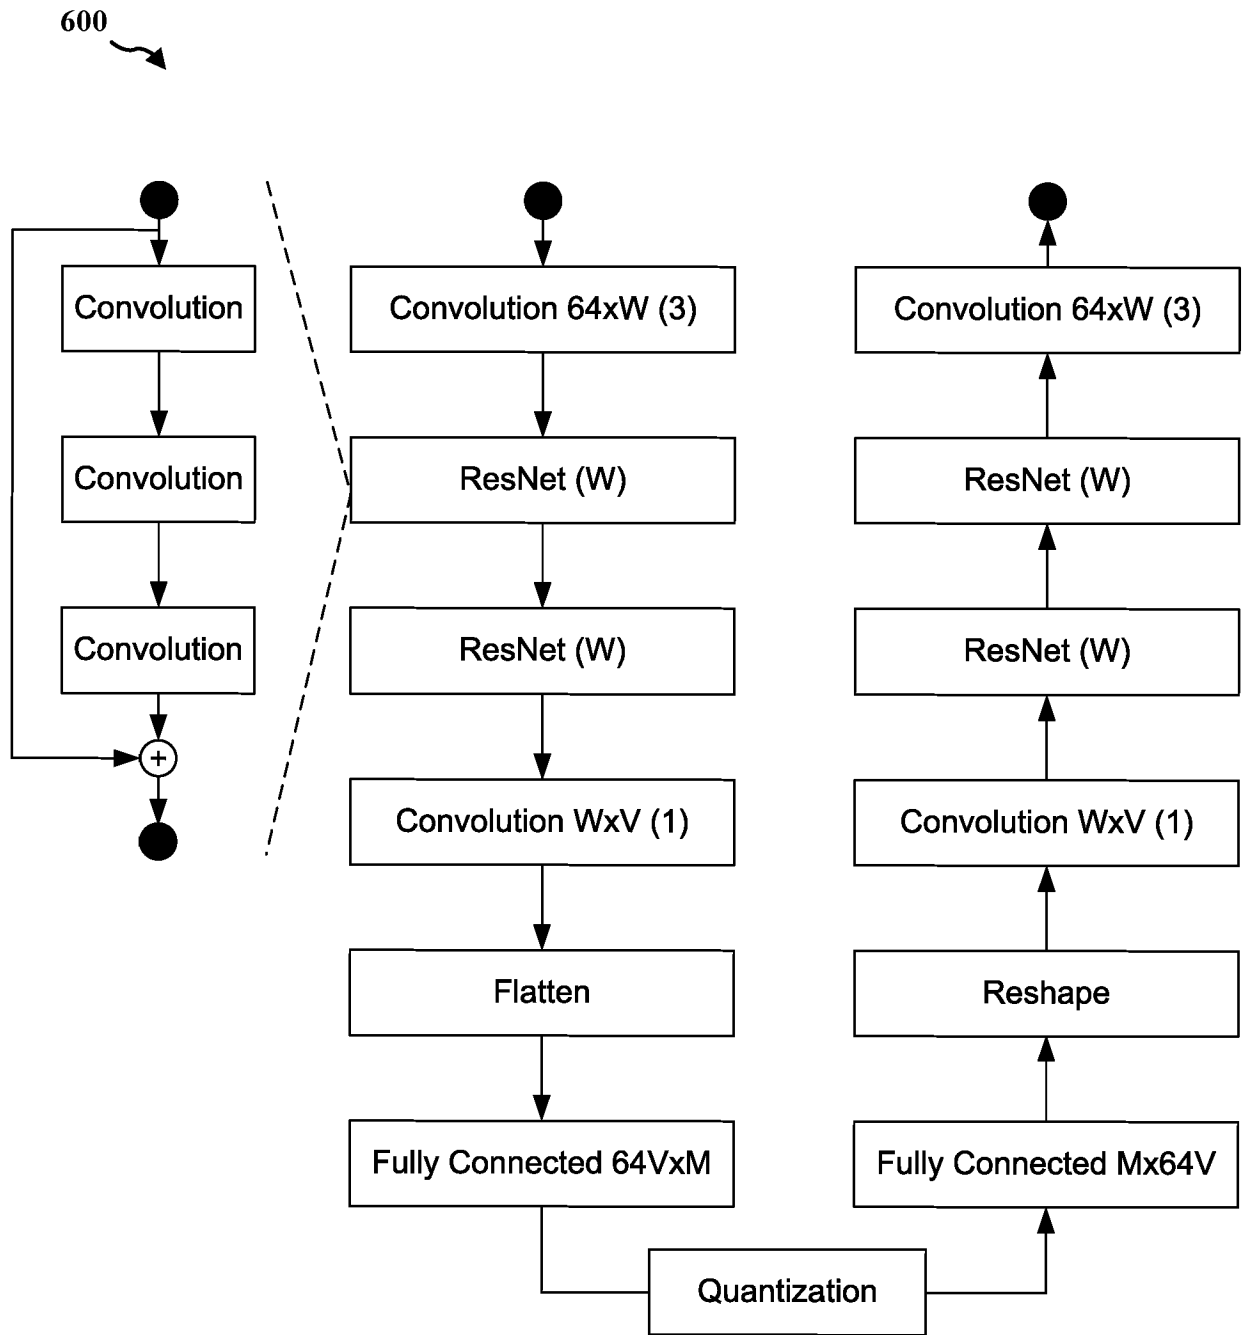 600
Convolution
Convolution
Convolution
+
Convolution 64xW (3)
ResNet (W)
ResNet (W)
Convolution WxV (1)
Flatten
Fully Connected 64VxM
Quantization
Convolution 64xW (3)
ResNet (W)
ResNet (W)
Convolution WxV (1)
Reshape
Fully Connected Mx64V